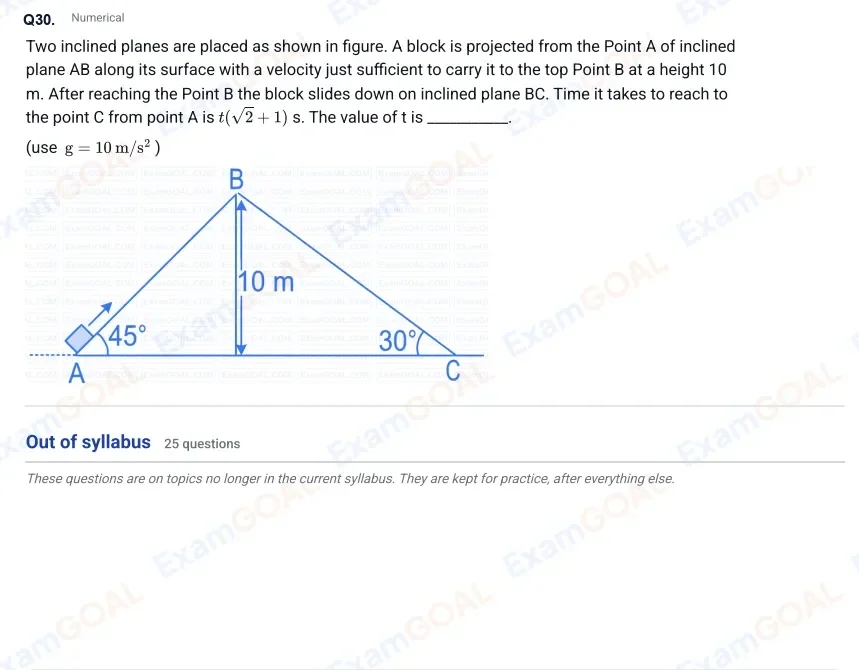 Q30. Numerical
Two inclined planes are placed as shown in figure. A block is projected from the Point A of inclined
plane AB along its surface with a velocity just sufficient to carry it to the top Point B at a height 10
m. After reaching the Point B the block slides down on inclined plane BC. Time it takes to reach to
the point C from point A is t(√2 + 1) s. The value of t is __________.
(use g = 10 m/s² )
B
10 m
45°
30°
A
C
Out of syllabus 25 questions
These questions are on topics no longer in the current syllabus. They are kept for practice, after everything else.
ExamGOAL